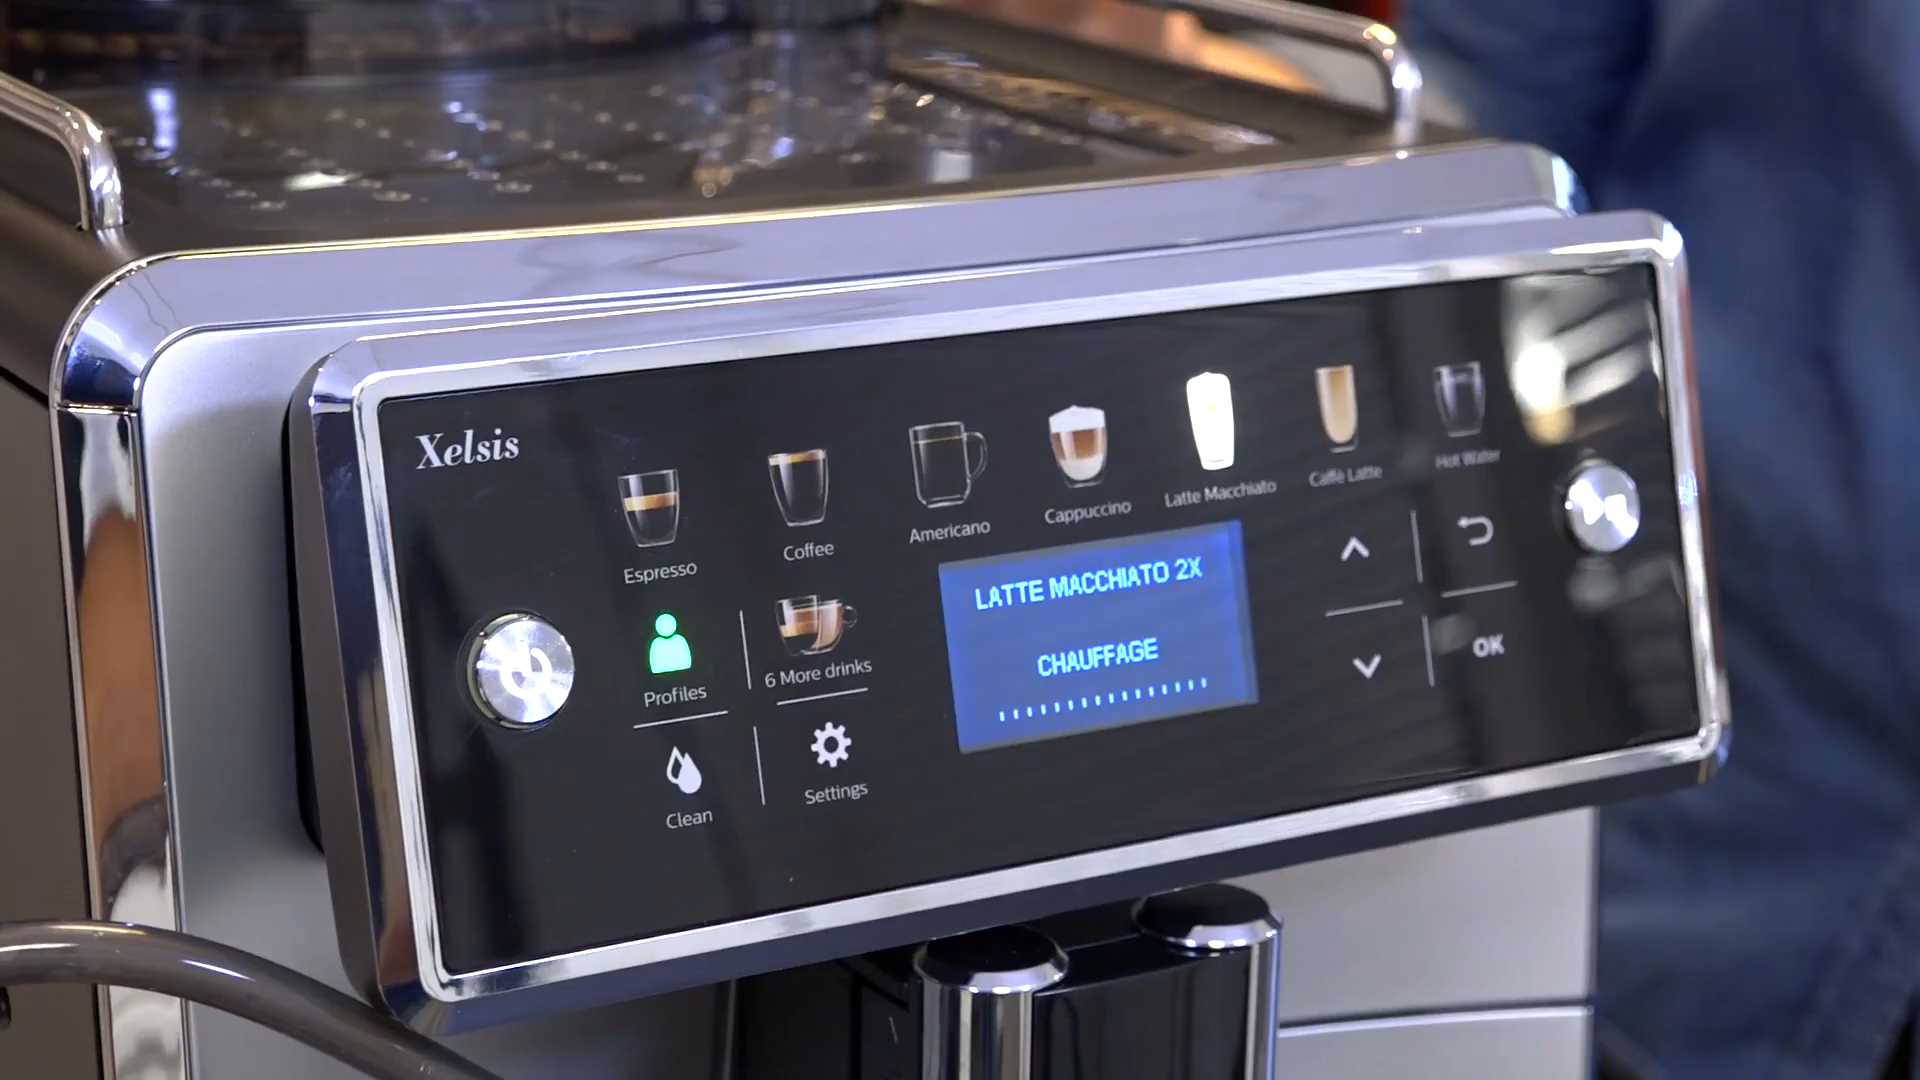 Xelsis
Espresso
Coffee
Americano
Cappuccino
Latte Macchiato
Caffè Latte
Hot Water
Profiles
6 More drinks
Clean
Settings
LATTE MACCHIATO 2X
CHAUFFAGE
OK